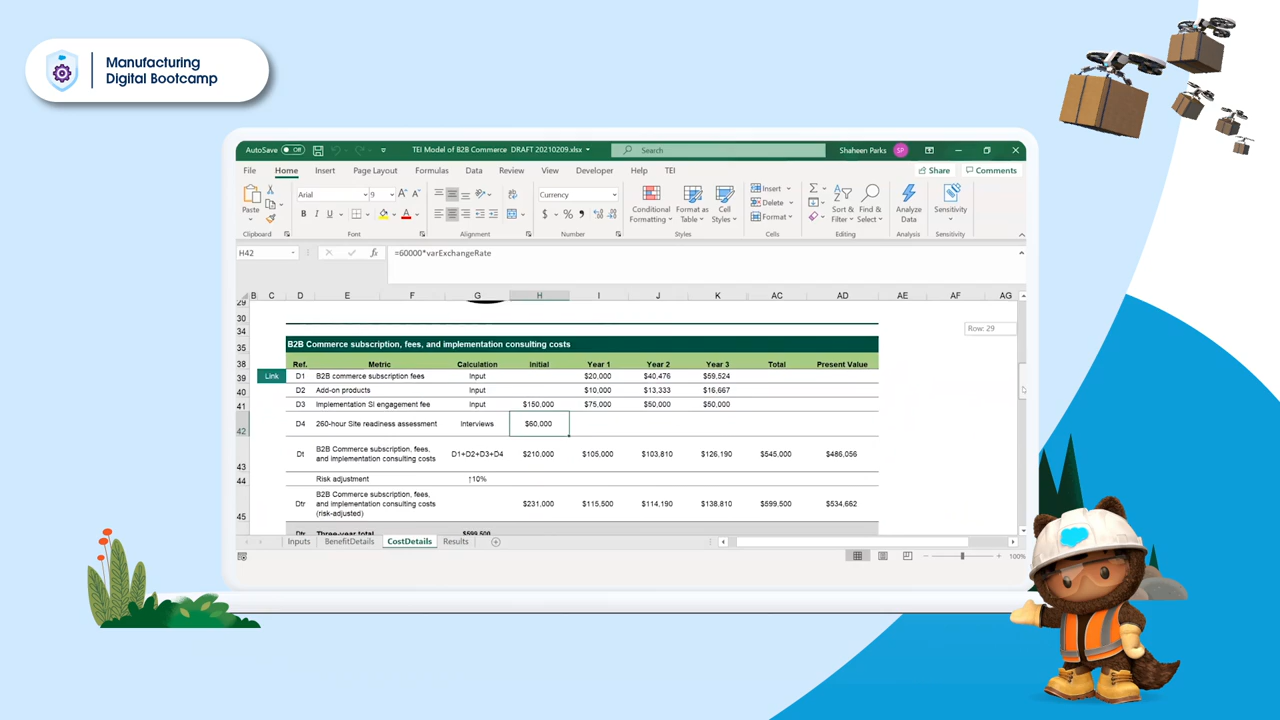 Manufacturing
Digital Bootcamp
AutoSave Off TEI Model of B2B Commerce DRAFT 20210209.xlsx Search Shaheen Parks SP
File Home Insert Page Layout Formulas Data Review View Developer Help TEI Share Comments
Paste Arial 9 Currency Conditional Formatting Format as Table Cell Styles Insert Delete Format Sort & Filter Find & Select Analyze Data Sensitivity
Clipboard Font Alignment Number Styles Cells Editing Analysis Sensitivity
H42 fx =60000*varExchangeRate
B C D E F G H I J K AC AD AE AF AG
29
30
Row: 29
34
35 B2B Commerce subscription, fees, and implementation consulting costs
38 Ref. Metric Calculation Initial Year 1 Year 2 Year 3 Total Present Value
39 Link D1 B2B commerce subscription fees Input $20,000 $40,476 $59,524
40 D2 Add-on products Input $10,000 $13,333 $16,667
41 D3 Implementation SI engagement fee Input $150,000 $75,000 $50,000 $50,000
42 D4 260-hour Site readiness assessment Interviews $60,000
43 Dt B2B Commerce subscription, fees, and implementation consulting costs D1+D2+D3+D4 $210,000 $105,000 $103,810 $126,190 $545,000 $486,056
44 Risk adjustment ↑10%
45 Dtr B2B Commerce subscription, fees, and implementation consulting costs (risk-adjusted) $231,000 $115,500 $114,190 $138,810 $599,500 $534,662
Dtr Three-year total $599,500
Inputs BenefitDetails CostDetails Results
100%